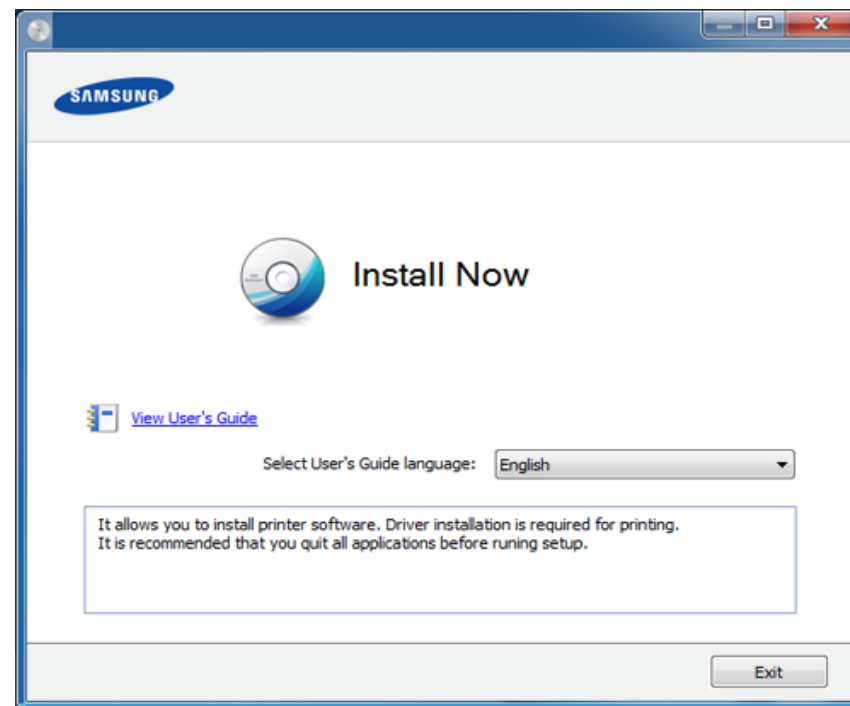 SAMSUNG
Install Now
View User's Guide
Select User's Guide language: English
It allows you to install printer software. Driver installation is required for printing.
It is recommended that you quit all applications before runing setup.
Exit